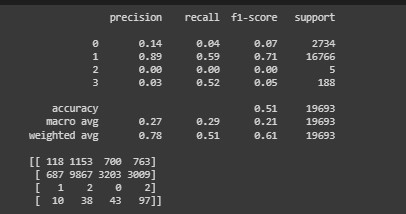 precision recall f1-score support
0 0.14 0.04 0.07 2734
1 0.89 0.59 0.71 16766
2 0.00 0.00 0.00 5
3 0.03 0.52 0.05 188
accuracy 0.51 19693
macro avg 0.27 0.29 0.21 19693
weighted avg 0.78 0.51 0.61 19693
[[ 118 1153 700 763]
[ 687 9867 3203 3009]
[ 1 2 0 2]
[ 10 38 43 97]]